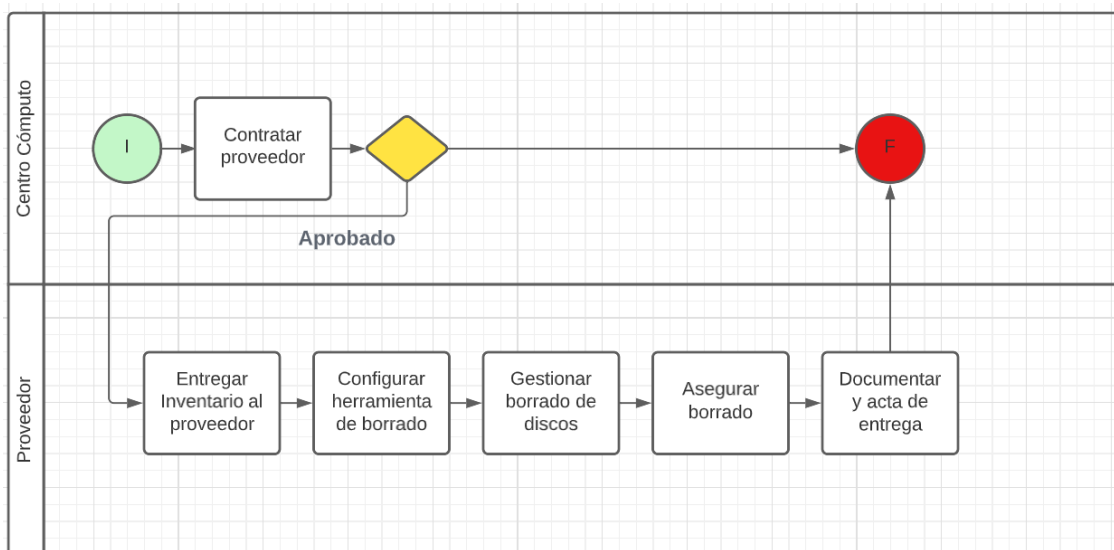 Centro Cómputo
I
Contratar
proveedor
F
Aprobado
Proveedor
Entregar
Inventario al
proveedor
Configurar
herramienta
de borrado
Gestionar
borrado de
discos
Asegurar
borrado
Documentar
y acta de
entrega